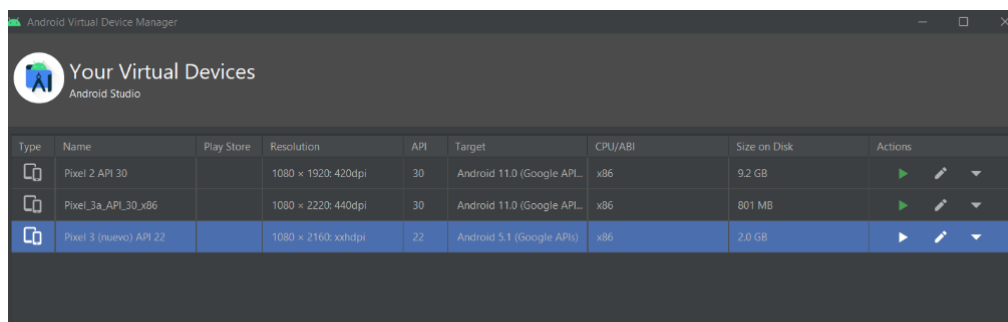 Android Virtual Device Manager
Your Virtual Devices
Android Studio
Type Name Play Store Resolution API Target CPU/ABI Size on Disk Actions
Pixel 2 API 30 1080 × 1920: 420dpi 30 Android 11.0 (Google API... x86 9.2 GB
Pixel_3a_API_30_x86 1080 × 2220: 440dpi 30 Android 11.0 (Google API... x86 801 MB
Pixel 3 (nuevo) API 22 1080 × 2160: xxhdpi 22 Android 5.1 (Google APIs) x86 2.0 GB